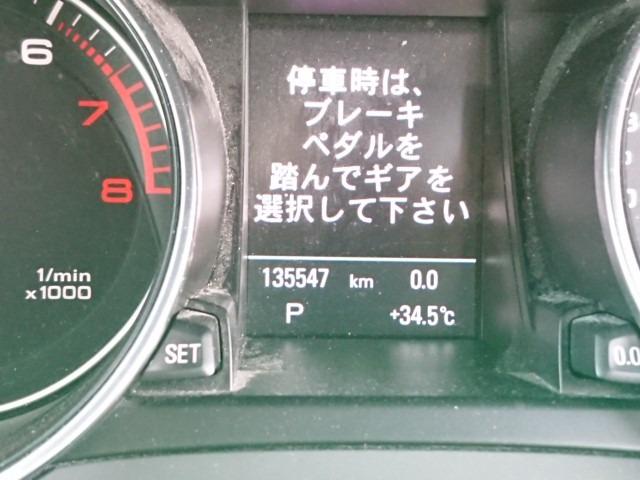 6
7
8
1/min
x1000
停車時は、
ブレーキ
ペダルを
踏んでギアを
選択して下さい
135547 km 0.0
P +34.5℃
SET
0.0